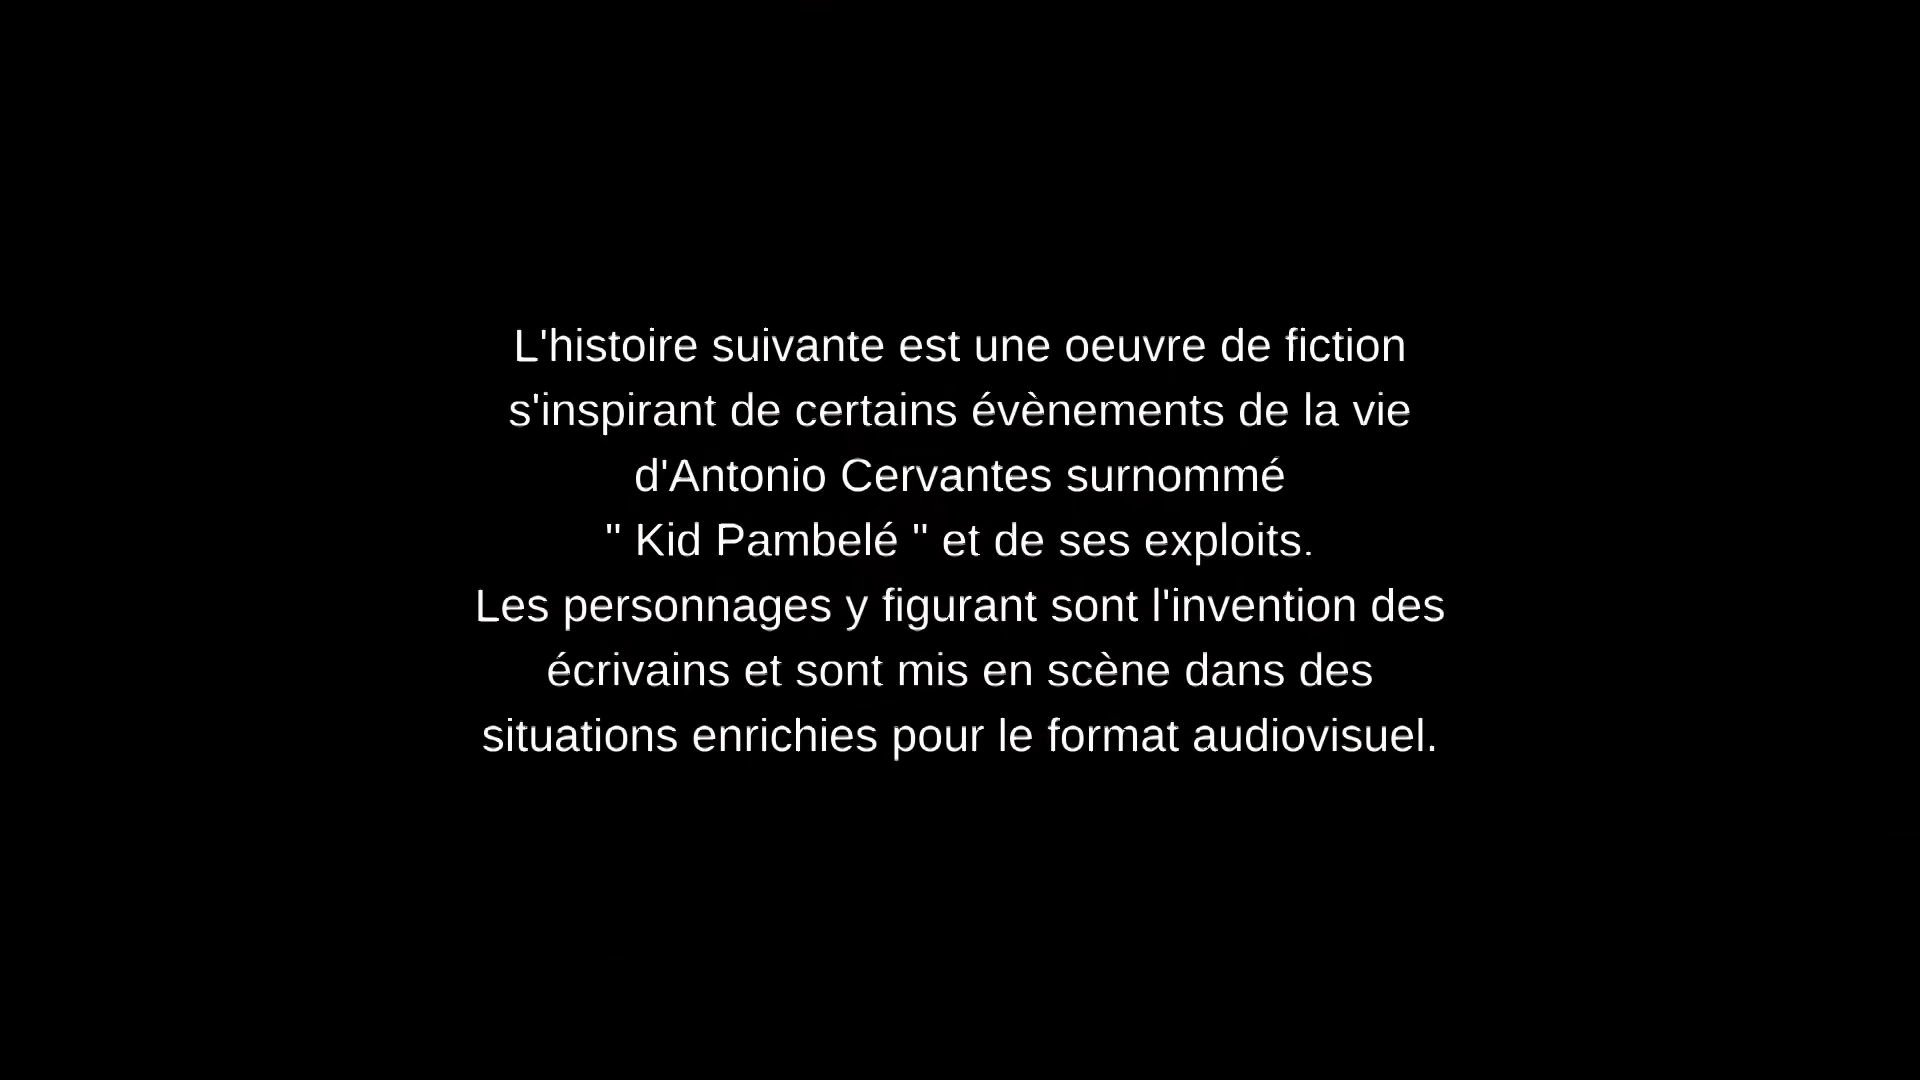 L'histoire suivante est une oeuvre de fiction
s'inspirant de certains évènements de la vie
d'Antonio Cervantes surnommé
" Kid Pambelé " et de ses exploits.
Les personnages y figurant sont l'invention des
écrivains et sont mis en scène dans des
situations enrichies pour le format audiovisuel.